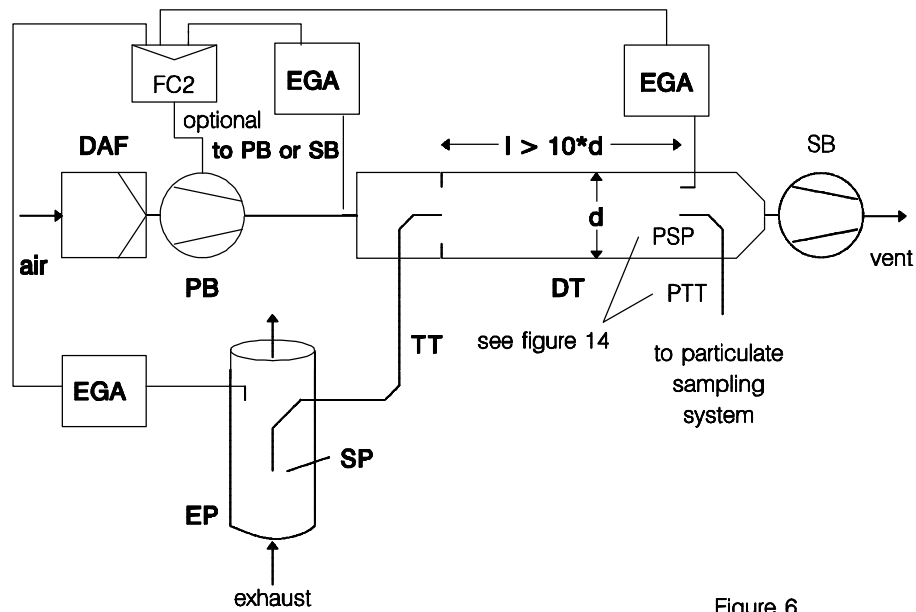 FC2
EGA
EGA
optional
to PB or SB
DAF
l > 10*d
SB
d
PSP
air
vent
PB
DT
PTT
TT
see figure 14
to particulate
sampling
system
EGA
SP
EP
exhaust
Figure 6